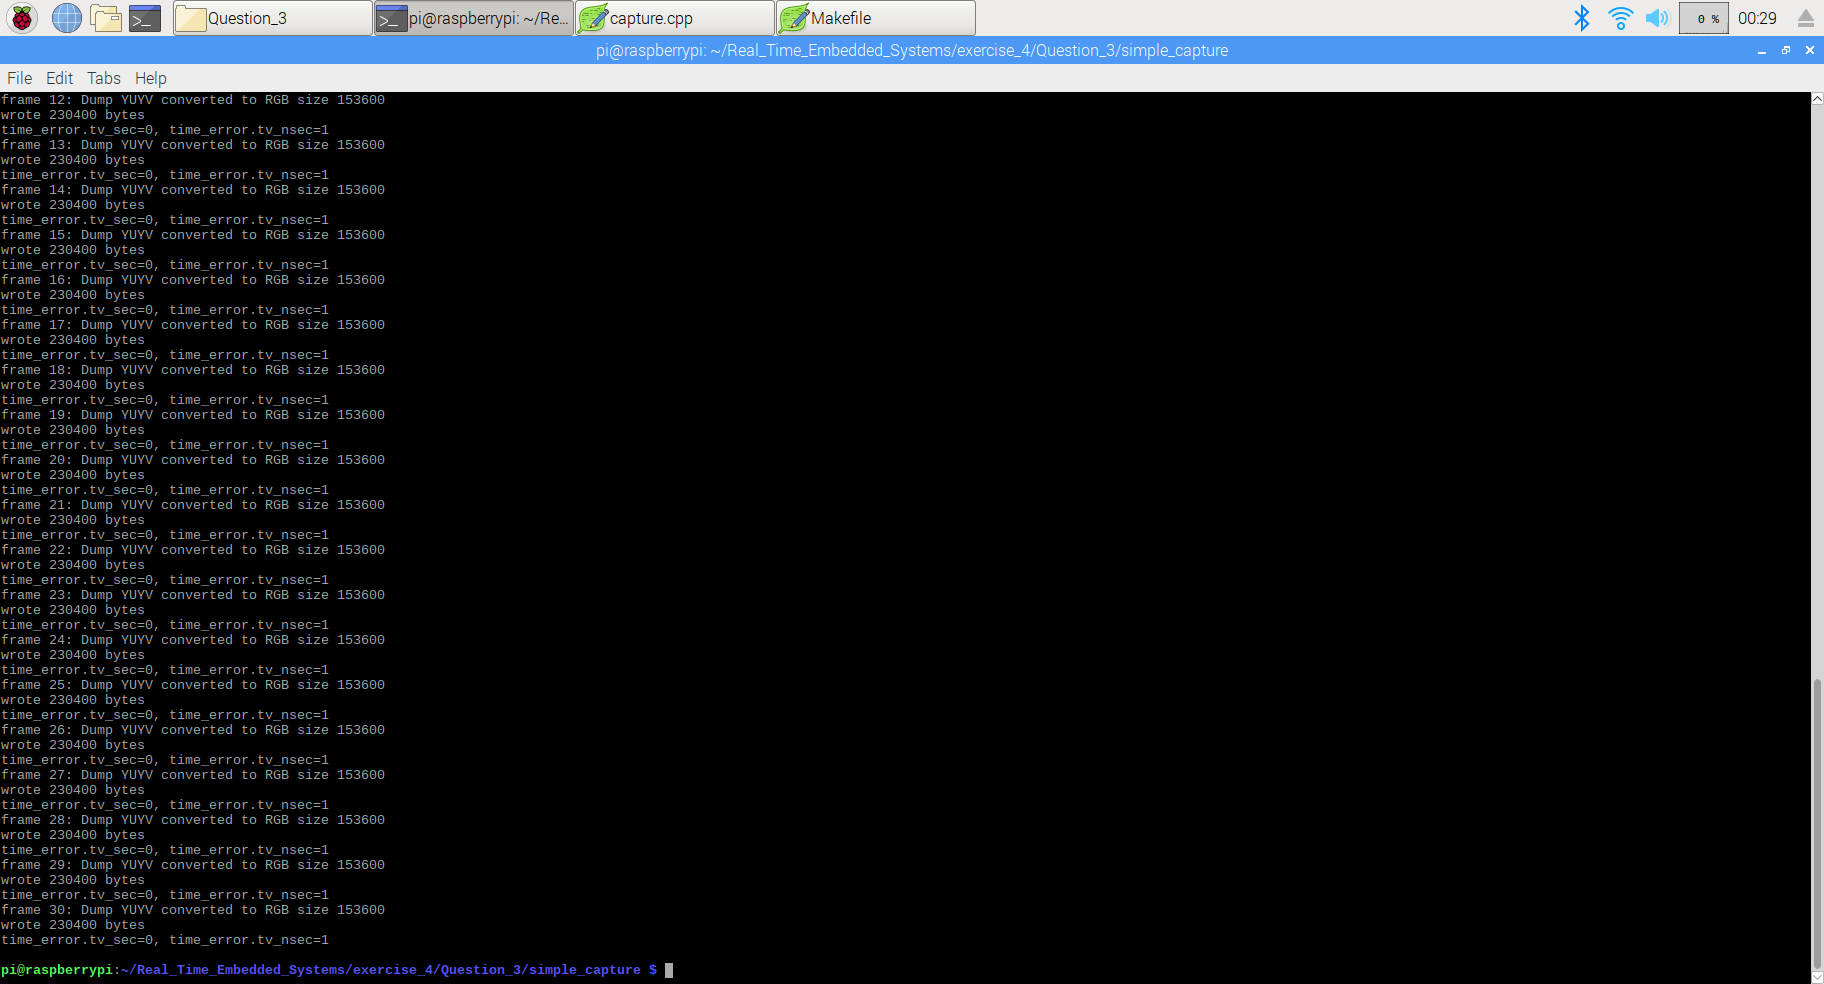 Question_3
pi@raspberrypi: ~/Re...
capture.cpp
Makefile
0 %
00:29
pi@raspberrypi: ~/Real_Time_Embedded_Systems/exercise_4/Question_3/simple_capture
File Edit Tabs Help
frame 12: Dump YUYV converted to RGB size 153600
wrote 230400 bytes
time_error.tv_sec=0, time_error.tv_nsec=1
frame 13: Dump YUYV converted to RGB size 153600
wrote 230400 bytes
time_error.tv_sec=0, time_error.tv_nsec=1
frame 14: Dump YUYV converted to RGB size 153600
wrote 230400 bytes
time_error.tv_sec=0, time_error.tv_nsec=1
frame 15: Dump YUYV converted to RGB size 153600
wrote 230400 bytes
time_error.tv_sec=0, time_error.tv_nsec=1
frame 16: Dump YUYV converted to RGB size 153600
wrote 230400 bytes
time_error.tv_sec=0, time_error.tv_nsec=1
frame 17: Dump YUYV converted to RGB size 153600
wrote 230400 bytes
time_error.tv_sec=0, time_error.tv_nsec=1
frame 18: Dump YUYV converted to RGB size 153600
wrote 230400 bytes
time_error.tv_sec=0, time_error.tv_nsec=1
frame 19: Dump YUYV converted to RGB size 153600
wrote 230400 bytes
time_error.tv_sec=0, time_error.tv_nsec=1
frame 20: Dump YUYV converted to RGB size 153600
wrote 230400 bytes
time_error.tv_sec=0, time_error.tv_nsec=1
frame 21: Dump YUYV converted to RGB size 153600
wrote 230400 bytes
time_error.tv_sec=0, time_error.tv_nsec=1
frame 22: Dump YUYV converted to RGB size 153600
wrote 230400 bytes
time_error.tv_sec=0, time_error.tv_nsec=1
frame 23: Dump YUYV converted to RGB size 153600
wrote 230400 bytes
time_error.tv_sec=0, time_error.tv_nsec=1
frame 24: Dump YUYV converted to RGB size 153600
wrote 230400 bytes
time_error.tv_sec=0, time_error.tv_nsec=1
frame 25: Dump YUYV converted to RGB size 153600
wrote 230400 bytes
time_error.tv_sec=0, time_error.tv_nsec=1
frame 26: Dump YUYV converted to RGB size 153600
wrote 230400 bytes
time_error.tv_sec=0, time_error.tv_nsec=1
frame 27: Dump YUYV converted to RGB size 153600
wrote 230400 bytes
time_error.tv_sec=0, time_error.tv_nsec=1
frame 28: Dump YUYV converted to RGB size 153600
wrote 230400 bytes
time_error.tv_sec=0, time_error.tv_nsec=1
frame 29: Dump YUYV converted to RGB size 153600
wrote 230400 bytes
time_error.tv_sec=0, time_error.tv_nsec=1
frame 30: Dump YUYV converted to RGB size 153600
wrote 230400 bytes
time_error.tv_sec=0, time_error.tv_nsec=1
pi@raspberrypi:~/Real_Time_Embedded_Systems/exercise_4/Question_3/simple_capture $